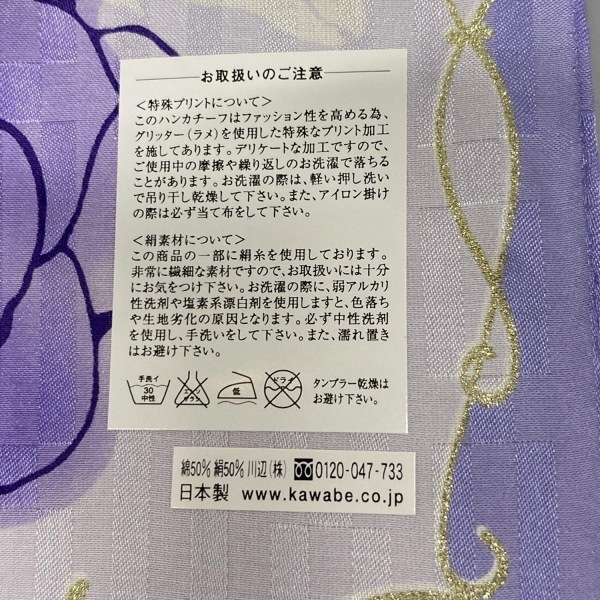 お取扱いのご注意
＜特殊プリントについて＞
このハンカチーフはファッション性を高める為、
グリッター（ラメ）を使用した特殊なプリント加工
を施してあります。デリケートな加工ですので、
ご使用中の摩擦や繰り返しのお洗濯で落ちる
ことがあります。お洗濯の際は、軽い押し洗い
で吊り干し乾燥して下さい。また、アイロン掛け
の際は必ず当て布をして下さい。
＜絹素材について＞
この商品の一部に絹糸を使用しております。
非常に繊細な素材ですので、お取扱いには十分
にお気をつけ下さい。お洗濯の際に、弱アルカリ
性洗剤や塩素系漂白剤を使用しますと、色落ち
や生地劣化の原因となります。必ず中性洗剤
を使用し、手洗いをして下さい。また、濡れ置き
はお避け下さい。
手洗イ
30
中性
エンソ
サラシ
低
ドライ
タンブラー乾燥は
お避け下さい。
綿50% 絹50% 川辺（株） 0120-047-733
日本製 www.kawabe.co.jp